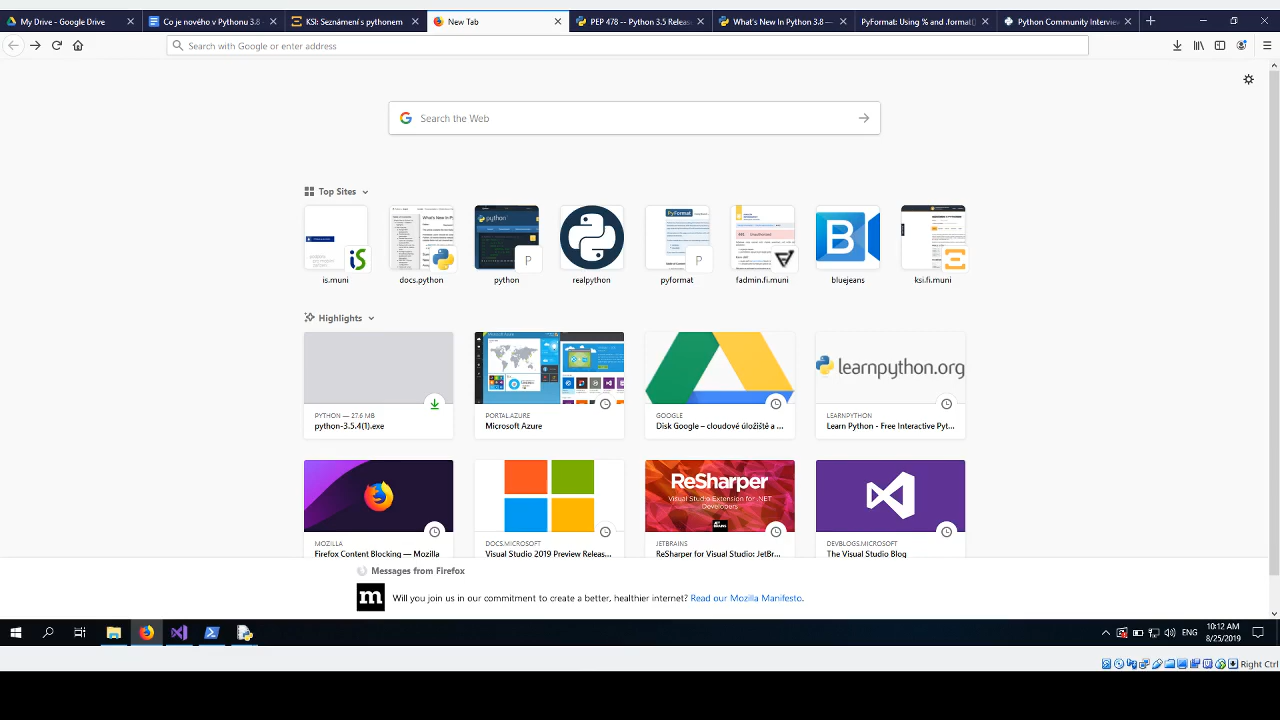 My Drive - Google Drive
Co je nového v Pythonu 3.8 -
KSI: Seznámení s pythonem
New Tab
PEP 478 -- Python 3.5 Releas
What's New In Python 3.8 —
PyFormat: Using % and .format()
Python Community Interview
Search with Google or enter address
Search the Web
Top Sites
is.muni
docs.python
python
realpython
pyformat
fadmin.fi.muni
bluejeans
ksi.fi.muni
Highlights
PYTHON — 27.6 MB
python-3.5.4(1).exe
PORTAL.AZURE
Microsoft Azure
GOOGLE
Disk Google – cloudové úložiště a ...
learnpython.org
LEARNPYTHON
Learn Python - Free Interactive Pyt...
MOZILLA
Firefox Content Blocking — Mozilla
DOCS.MICROSOFT
Visual Studio 2019 Preview Releas...
ReSharper
Visual Studio Extension for .NET
Developers
JETBRAINS
ReSharper for Visual Studio: JetBr...
DEVBLOGS.MICROSOFT
The Visual Studio Blog
Messages from Firefox
m
Will you join us in our commitment to create a better, healthier internet? Read our Mozilla Manifesto.
ENG
10:12 AM
8/25/2019
Right Ctrl